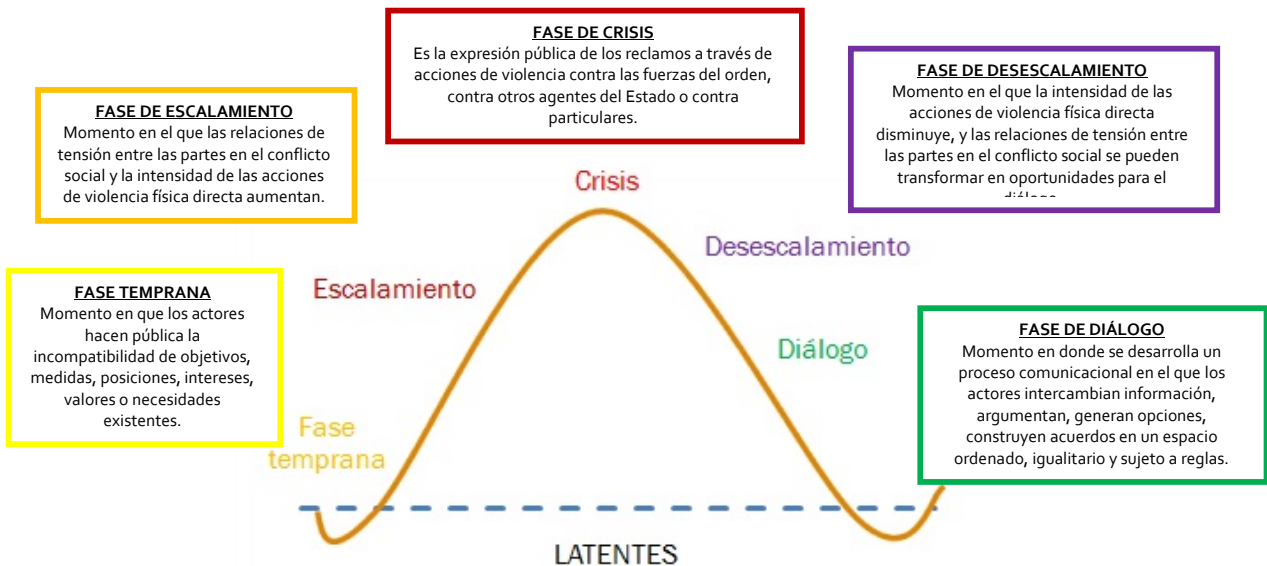 FASE DE CRISIS
Es la expresión pública de los reclamos a través de
acciones de violencia contra las fuerzas del orden,
contra otros agentes del Estado o contra
particulares.
FASE DE ESCALAMIENTO
Momento en el que las relaciones de
tensión entre las partes en el conflicto
social y la intensidad de las acciones
de violencia física directa aumentan.
FASE DE DESESCALAMIENTO
Momento en el que la intensidad de las
acciones de violencia física directa
disminuye, y las relaciones de tensión entre
las partes en el conflicto social se pueden
transformar en oportunidades para el
Crisis
Desescalamiento
Escalamiento
FASE TEMPRANA
Momento en que los actores
hacen pública la
incompatibilidad de objetivos,
medidas, posiciones, intereses,
valores o necesidades
existentes.
Diálogo
FASE DE DIÁLOGO
Momento en donde se desarrolla un
proceso comunicacional en el que los
actores intercambian información,
argumentan, generan opciones,
construyen acuerdos en un espacio
ordenado, igualitario y sujeto a reglas.
Fase
temprana
LATENTES